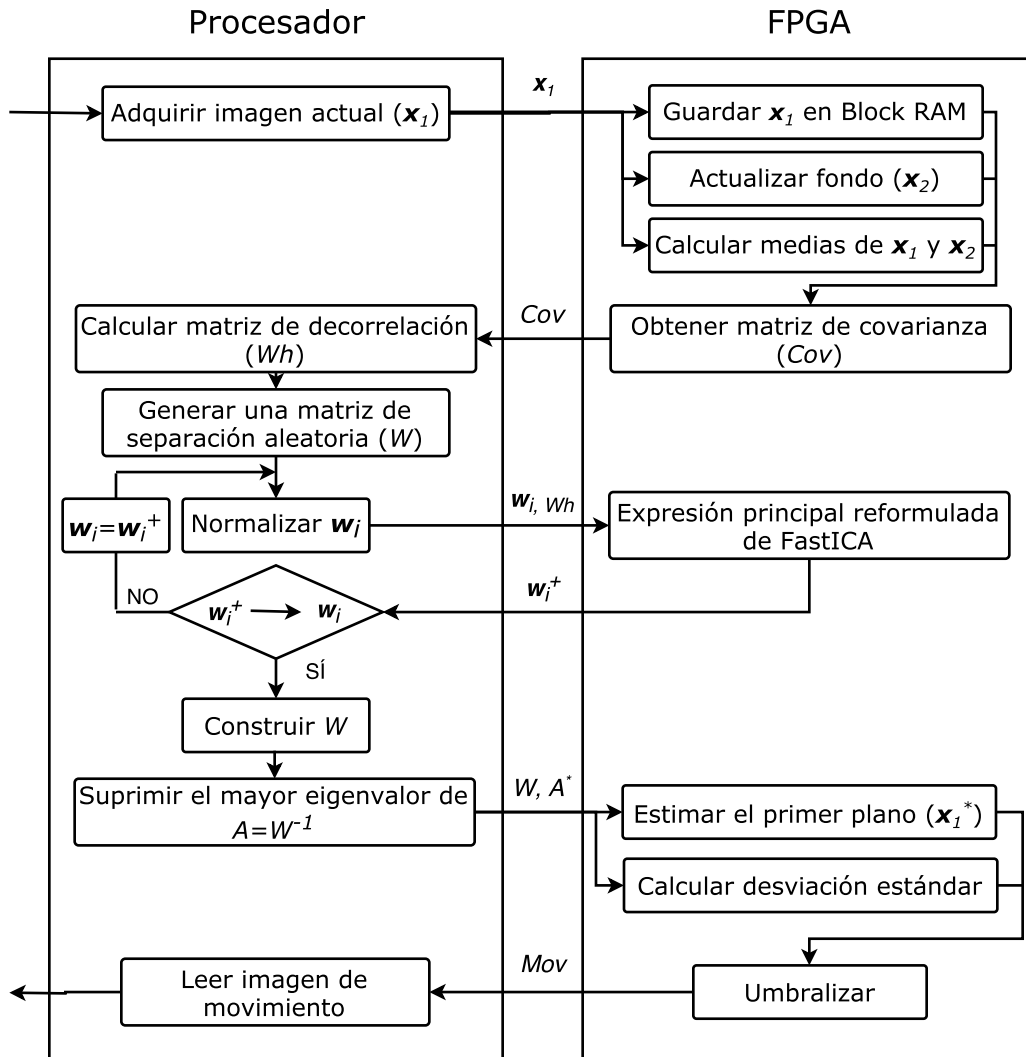 Procesador
FPGA
Adquirir imagen actual (x₁)
x₁
Guardar x₁ en Block RAM
Actualizar fondo (x₂)
Calcular medias de x₁ y x₂
Obtener matriz de covarianza
(Cov)
Cov
Calcular matriz de decorrelación
(Wh)
Generar una matriz de
separación aleatoria (W)
wᵢ=wᵢ⁺
Normalizar wᵢ
wᵢ, Wh
Expresión principal reformulada
de FastICA
wᵢ⁺
NO
wᵢ⁺ → wᵢ
SÍ
Construir W
Suprimir el mayor eigenvalor de
A=W⁻¹
W, A*
Estimar el primer plano (x₁*)
Calcular desviación estándar
Umbralizar
Mov
Leer imagen de
movimiento